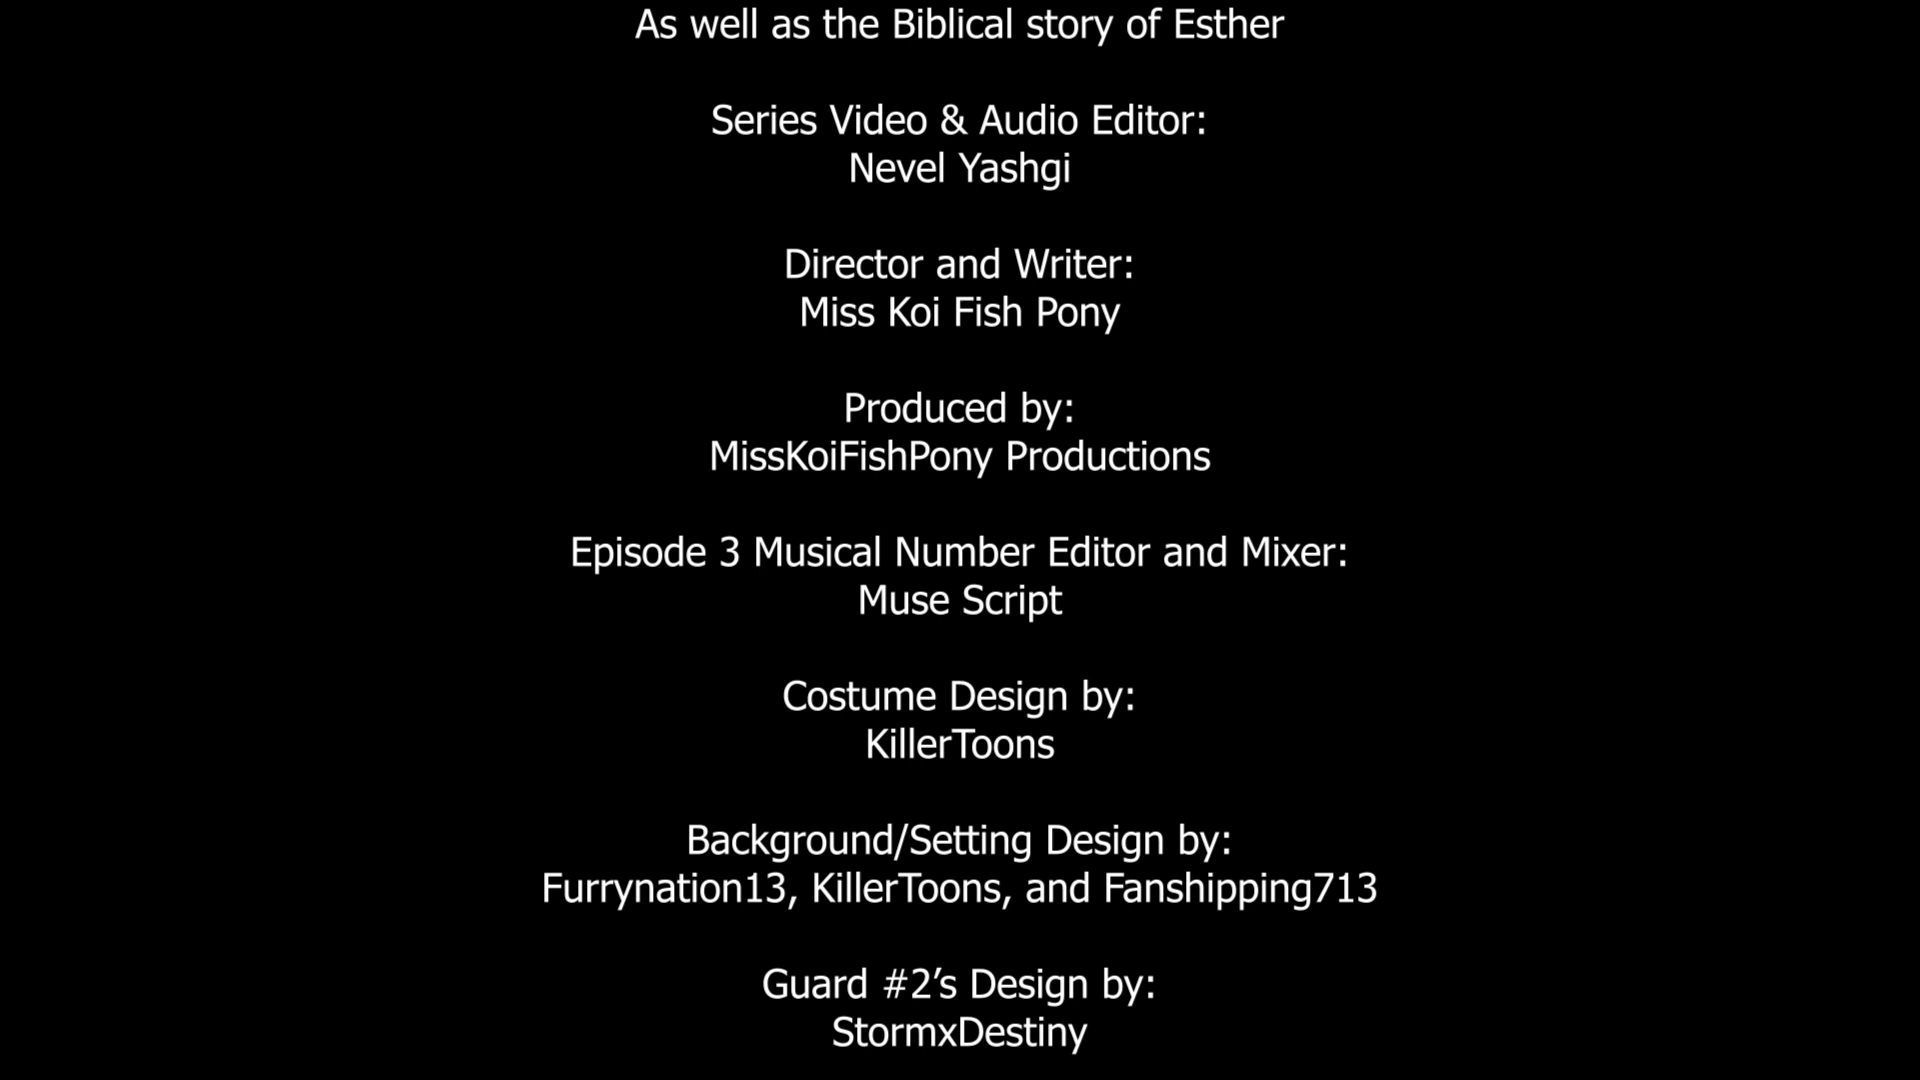 As well as the Biblical story of Esther
Series Video & Audio Editor:
Nevel Yashgi
Director and Writer:
Miss Koi Fish Pony
Produced by:
MissKoiFishPony Productions
Episode 3 Musical Number Editor and Mixer:
Muse Script
Costume Design by:
KillerToons
Background/Setting Design by:
Furrynation13, KillerToons, and Fanshipping713
Guard #2’s Design by:
StormxDestiny